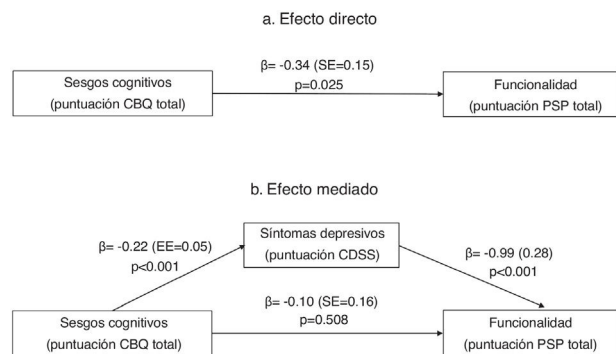 a. Efecto directo
β= -0.34 (SE=0.15)
p=0.025
Sesgos cognitivos
(puntuación CBQ total)
Funcionalidad
(puntuación PSP total)
b. Efecto mediado
Síntomas depresivos
(puntuación CDSS)
β= -0.22 (EE=0.05)
p<0.001
β= -0.99 (0.28)
p<0.001
β= -0.10 (SE=0.16)
p=0.508
Sesgos cognitivos
(puntuación CBQ total)
Funcionalidad
(puntuación PSP total)